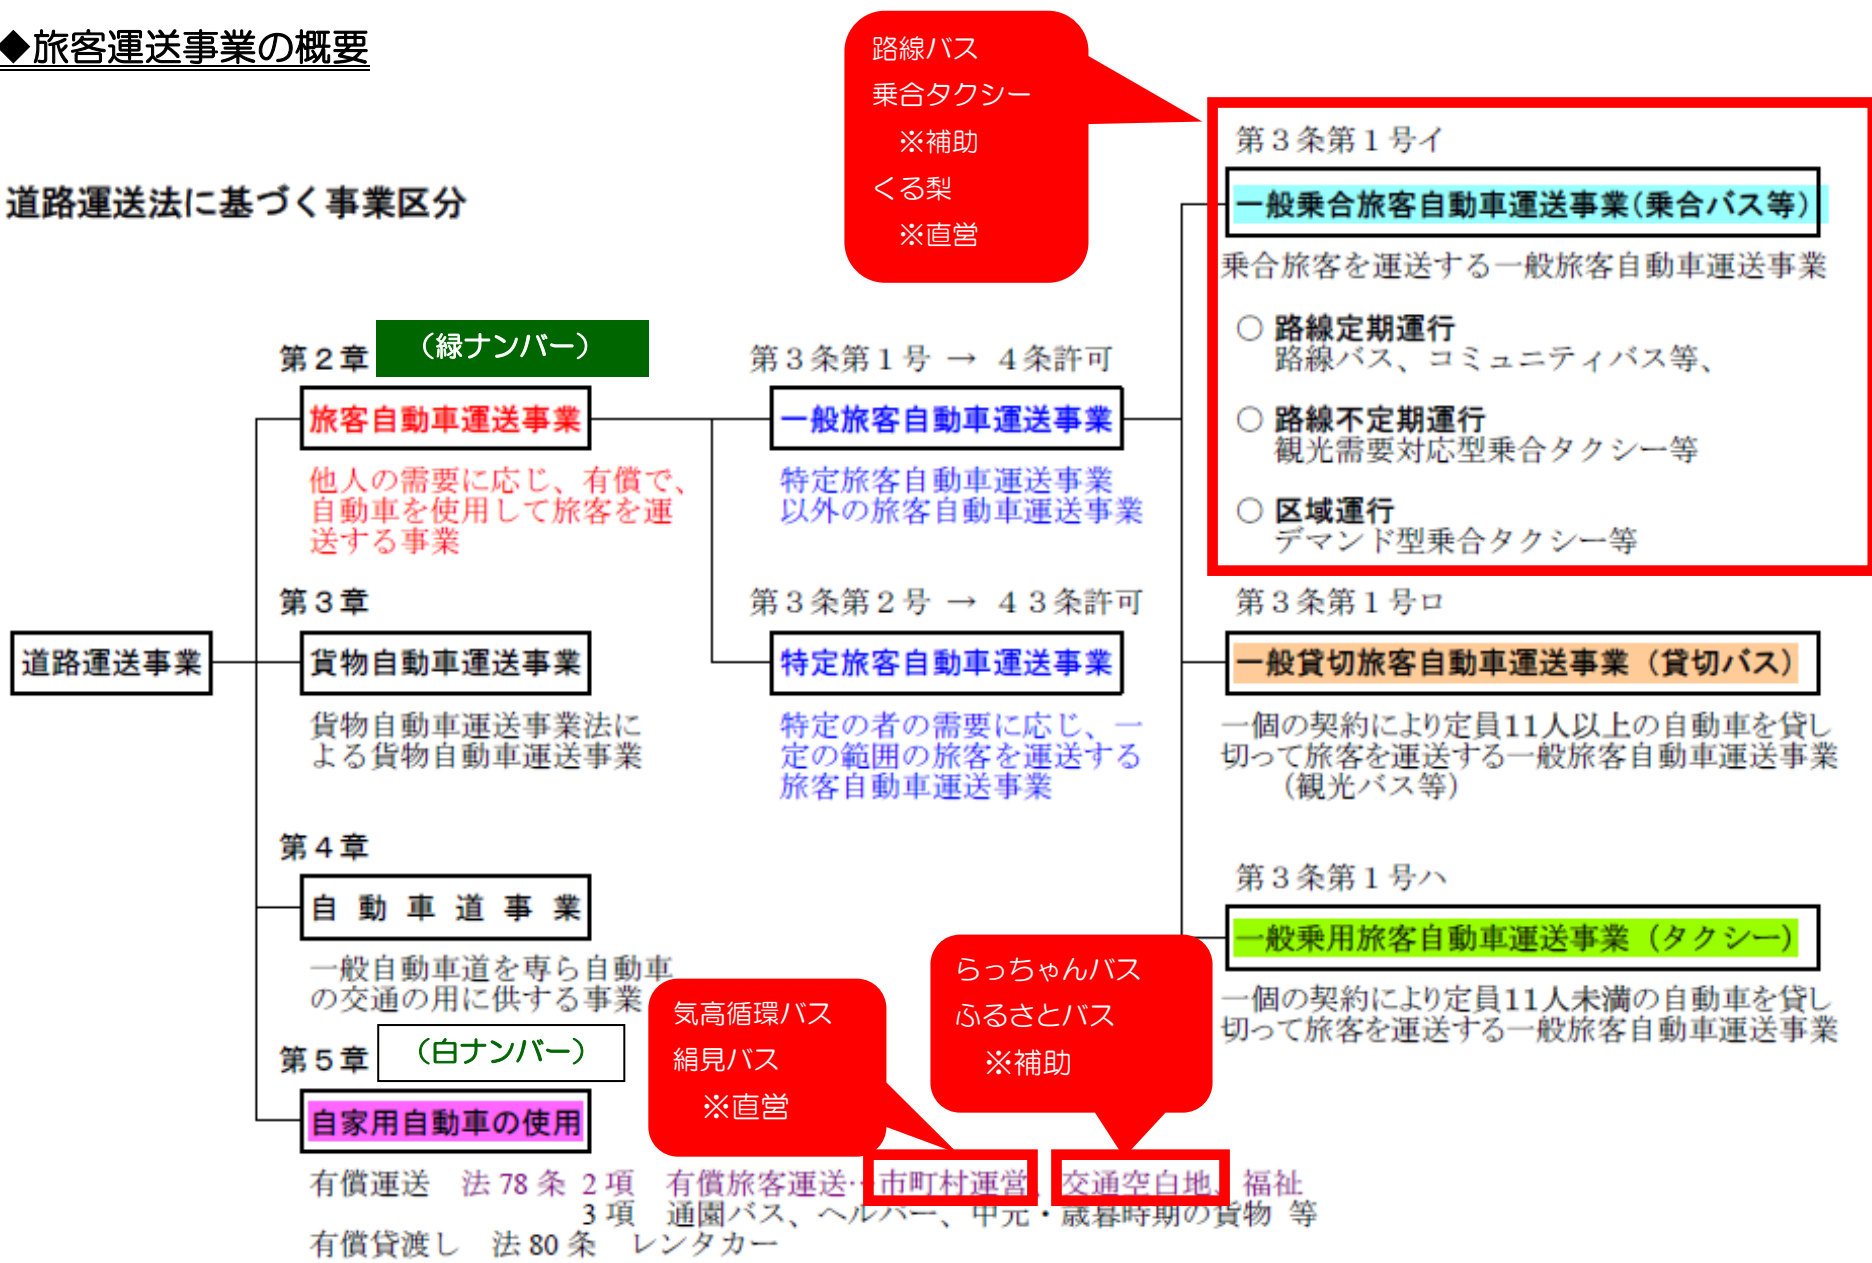 ◆旅客運送事業の概要
道路運送法に基づく事業区分
路線バス
乗合タクシー
※補助
くる梨
※直営
第3条第1号イ
一般乗合旅客自動車運送事業(乗合バス等)
乗合旅客を運送する一般旅客自動車運送事業
○ 路線定期運行
路線バス、コミュニティバス等、
○ 路線不定期運行
観光需要対応型乗合タクシー等
○ 区域運行
デマンド型乗合タクシー等
第2章
(緑ナンバー)
旅客自動車運送事業
他人の需要に応じ、有償で、
自動車を使用して旅客を運
送する事業
第3条第1号 → 4条許可
一般旅客自動車運送事業
特定旅客自動車運送事業
以外の旅客自動車運送事業
第3章
道路運送事業
貨物自動車運送事業
貨物自動車運送事業法に
よる貨物自動車運送事業
第3条第2号 → 43条許可
特定旅客自動車運送事業
特定の者の需要に応じ、一
定の範囲の旅客を運送する
旅客自動車運送事業
第3条第1号ロ
一般貸切旅客自動車運送事業(貸切バス)
一個の契約により定員11人以上の自動車を貸し
切って旅客を運送する一般旅客自動車運送事業
(観光バス等)
第4章
自動車道事業
一般自動車道を専ら自動車
の交通の用に供する事業
第3条第1号ハ
一般乗用旅客自動車運送事業(タクシー)
一個の契約により定員11人未満の自動車を貸し
切って旅客を運送する一般旅客自動車運送事業
気高循環バス
絹見バス
※直営
らっちゃんバス
ふるさとバス
※補助
第5章
(白ナンバー)
自家用自動車の使用
有償運送 法78条 2項 有償旅客運送…市町村運営、交通空白地、福祉
3項 通園バス、ヘルパー、中元・歳暮時期の貨物 等
有償貸渡し 法80条 レンタカー